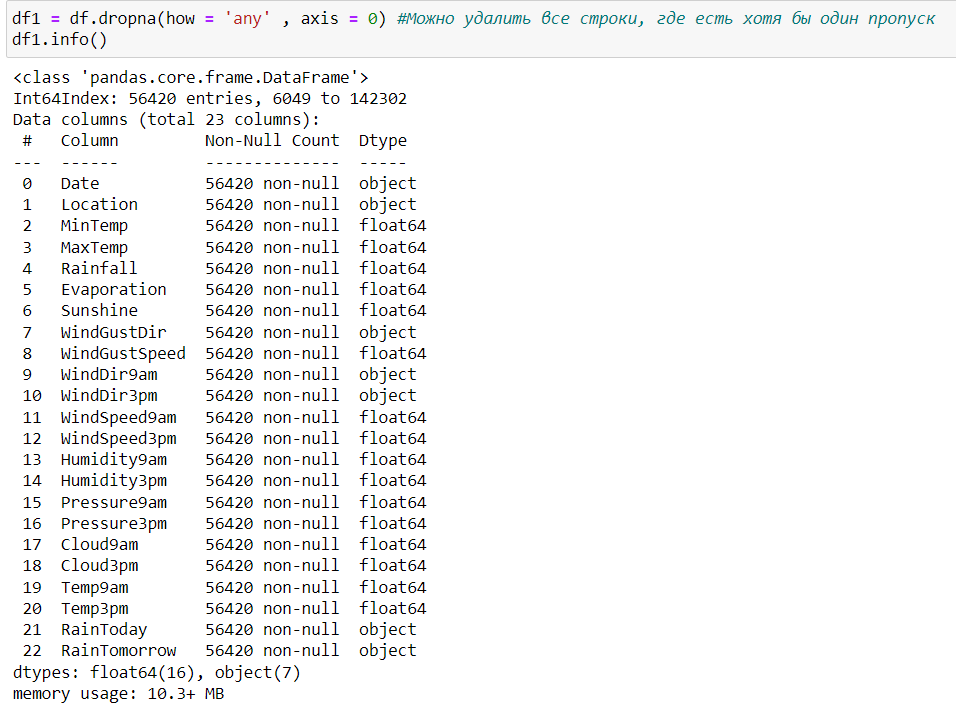 df1 = df.dropna(how = 'any' , axis = 0) #Можно удалить все строки, где есть хотя бы один пропуск
df1.info()
<class 'pandas.core.frame.DataFrame'>
Int64Index: 56420 entries, 6049 to 142302
Data columns (total 23 columns):
 #   Column         Non-Null Count  Dtype
---  ------         --------------  -----
 0   Date           56420 non-null  object
 1   Location       56420 non-null  object
 2   MinTemp        56420 non-null  float64
 3   MaxTemp        56420 non-null  float64
 4   Rainfall       56420 non-null  float64
 5   Evaporation    56420 non-null  float64
 6   Sunshine       56420 non-null  float64
 7   WindGustDir    56420 non-null  object
 8   WindGustSpeed  56420 non-null  float64
 9   WindDir9am     56420 non-null  object
 10  WindDir3pm     56420 non-null  object
 11  WindSpeed9am   56420 non-null  float64
 12  WindSpeed3pm   56420 non-null  float64
 13  Humidity9am    56420 non-null  float64
 14  Humidity3pm    56420 non-null  float64
 15  Pressure9am    56420 non-null  float64
 16  Pressure3pm    56420 non-null  float64
 17  Cloud9am       56420 non-null  float64
 18  Cloud3pm       56420 non-null  float64
 19  Temp9am        56420 non-null  float64
 20  Temp3pm        56420 non-null  float64
 21  RainToday      56420 non-null  object
 22  RainTomorrow   56420 non-null  object
dtypes: float64(16), object(7)
memory usage: 10.3+ MB